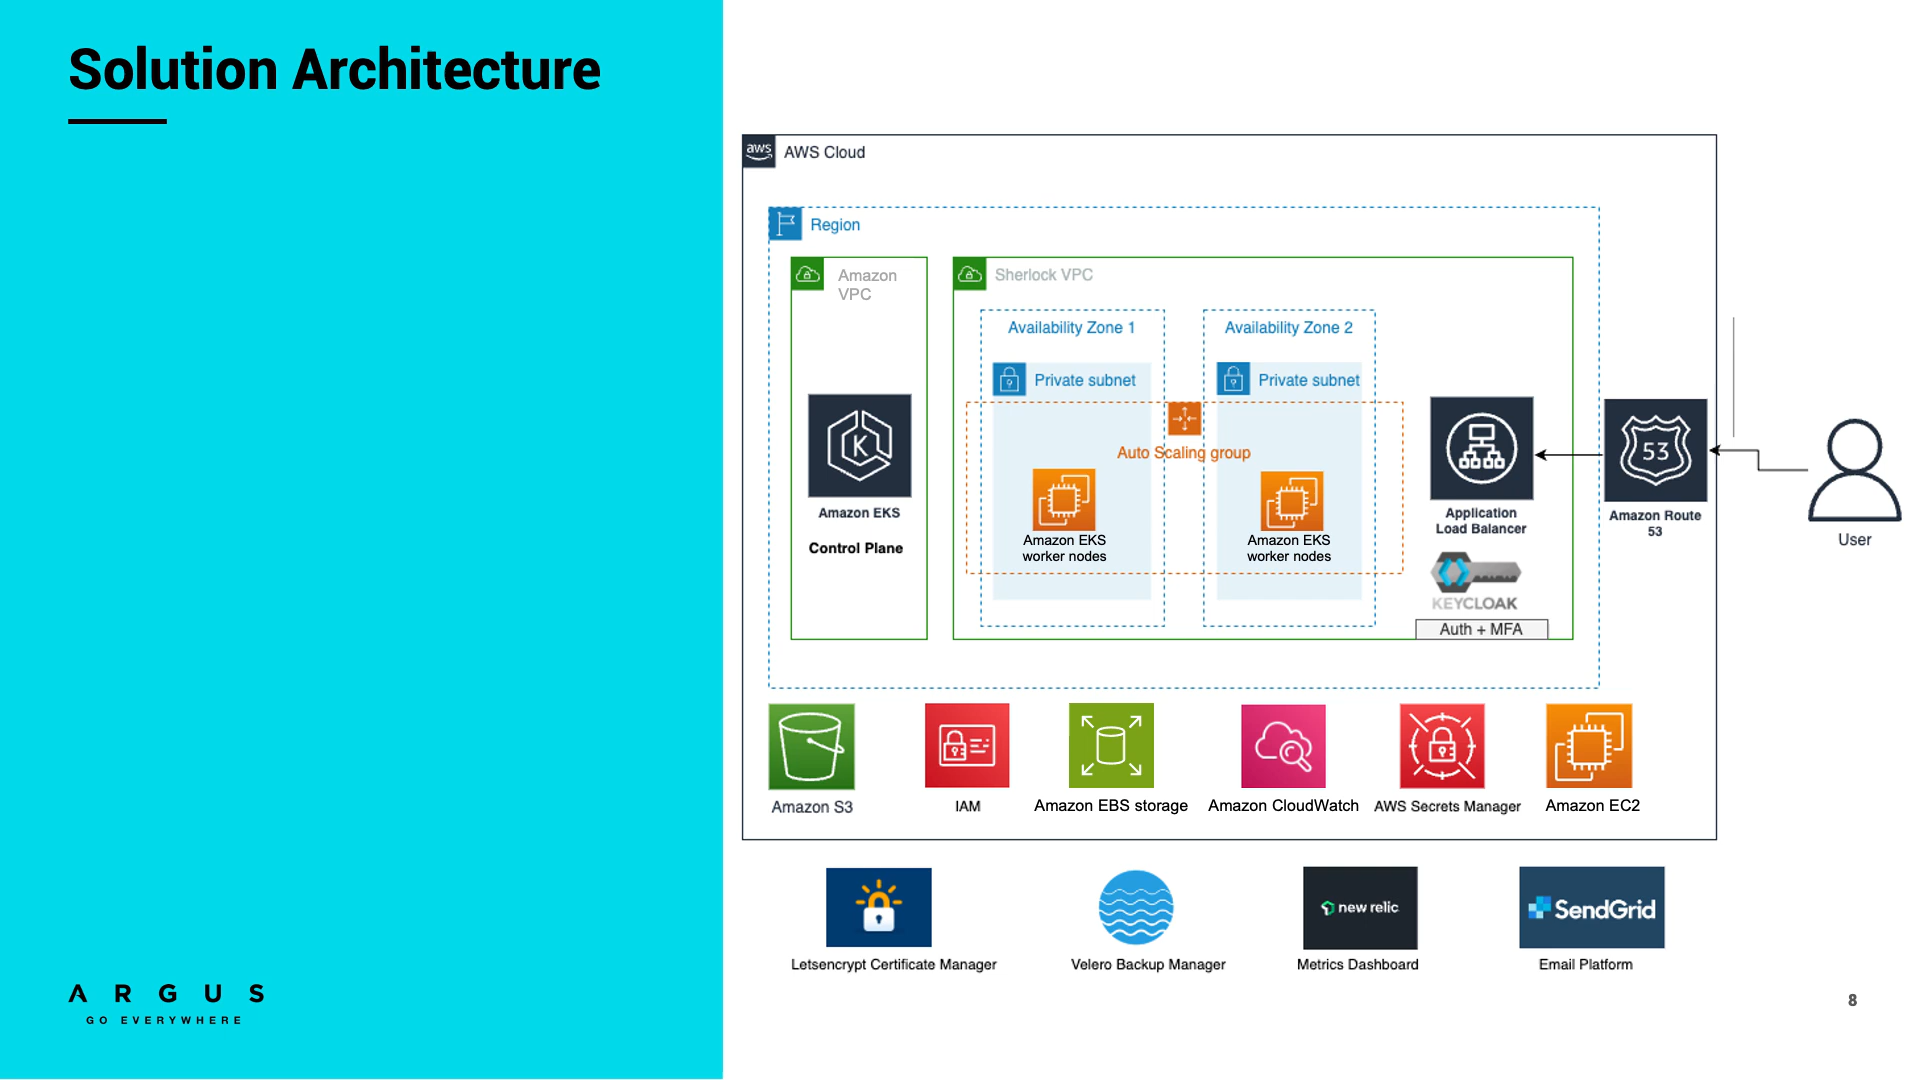 Solution Architecture
aws
AWS Cloud
Region
Amazon
VPC
Sherlock VPC
Availability Zone 1
Availability Zone 2
Private subnet
Private subnet
Auto Scaling group
K
Amazon EKS
Control Plane
Amazon EKS
worker nodes
Amazon EKS
worker nodes
Application
Load Balancer
KEYCLOAK
Auth + MFA
53
Amazon Route
53
User
Amazon S3
IAM
Amazon EBS storage
Amazon CloudWatch
AWS Secrets Manager
Amazon EC2
new relic
SendGrid
Letsencrypt Certificate Manager
Velero Backup Manager
Metrics Dashboard
Email Platform
ARGUS
GO EVERYWHERE
8